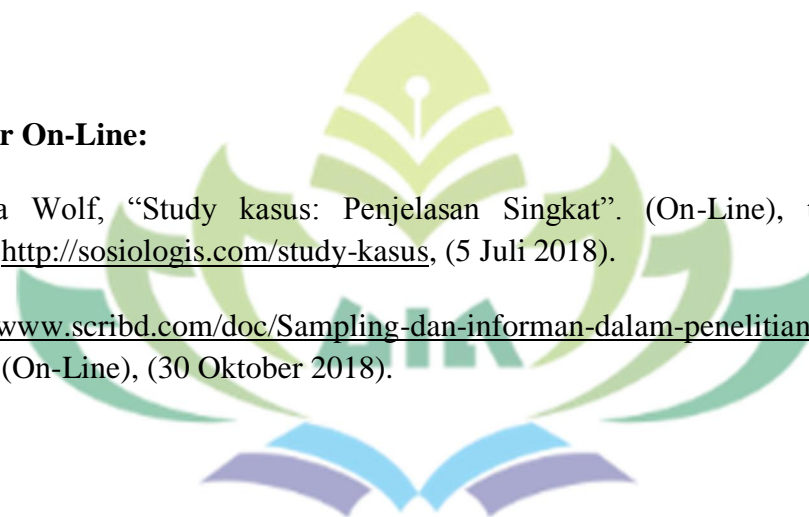 r On-Line:
a Wolf, “Study kasus: Penjelasan Singkat”. (On-Line), t
http://sosiologis.com/study-kasus, (5 Juli 2018).
www.scribd.com/doc/Sampling-dan-informan-dalam-penelitian
(On-Line), (30 Oktober 2018).